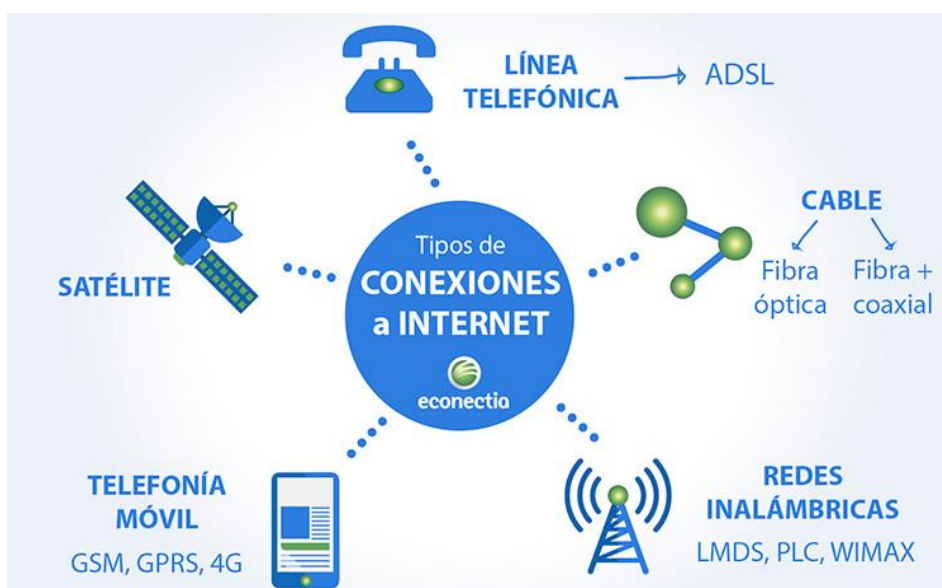 LÍNEA
TELEFÓNICA
ADSL
CABLE
Fibra
óptica
Fibra +
coaxial
SATÉLITE
Tipos de
CONEXIONES
a INTERNET
econectia
TELEFONÍA
MÓVIL
GSM, GPRS, 4G
REDES
INALÁMBRICAS
LMDS, PLC, WIMAX